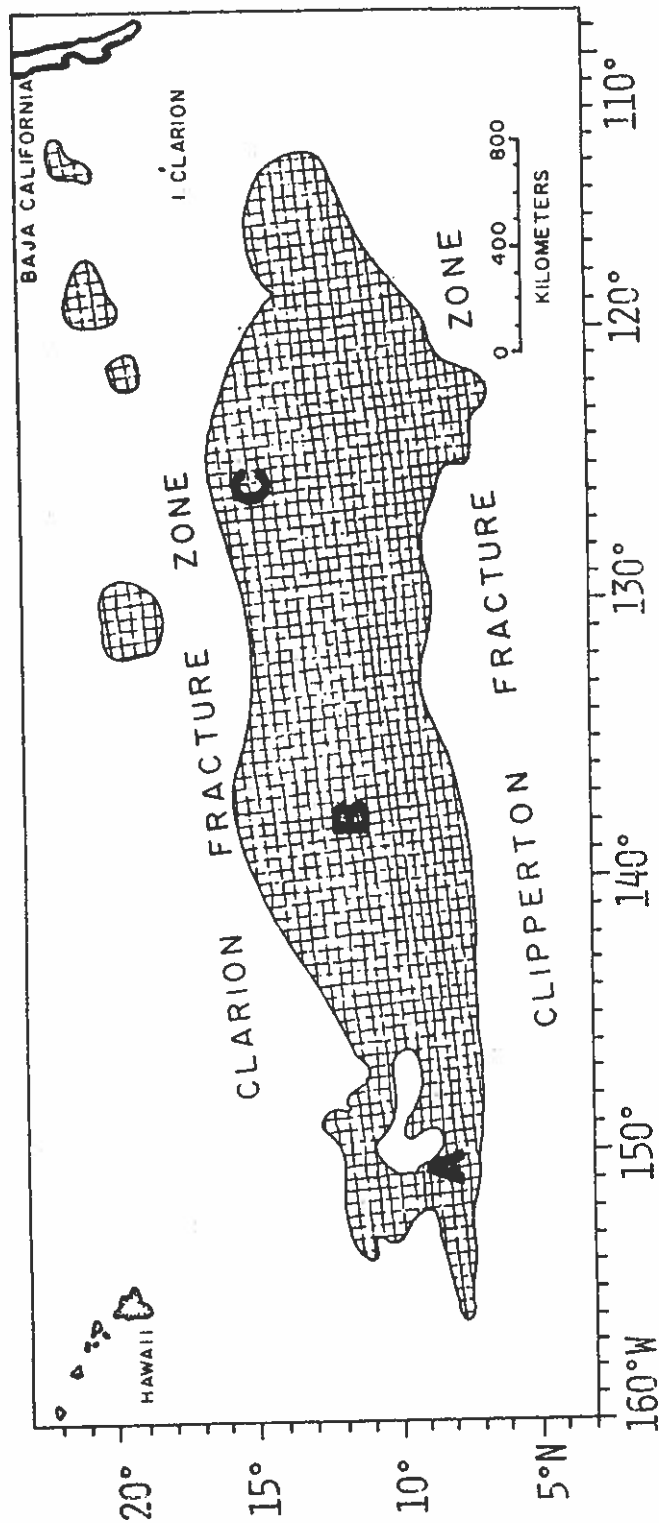 BAJA CALIFORNIA
I. CLARION
HAWAII
CLARION FRACTURE ZONE
C
B
A
CLIPPERTON FRACTURE ZONE
0 400 800
KILOMETERS
20°
15°
10°
5°N
160°W 150° 140° 130° 120° 110°